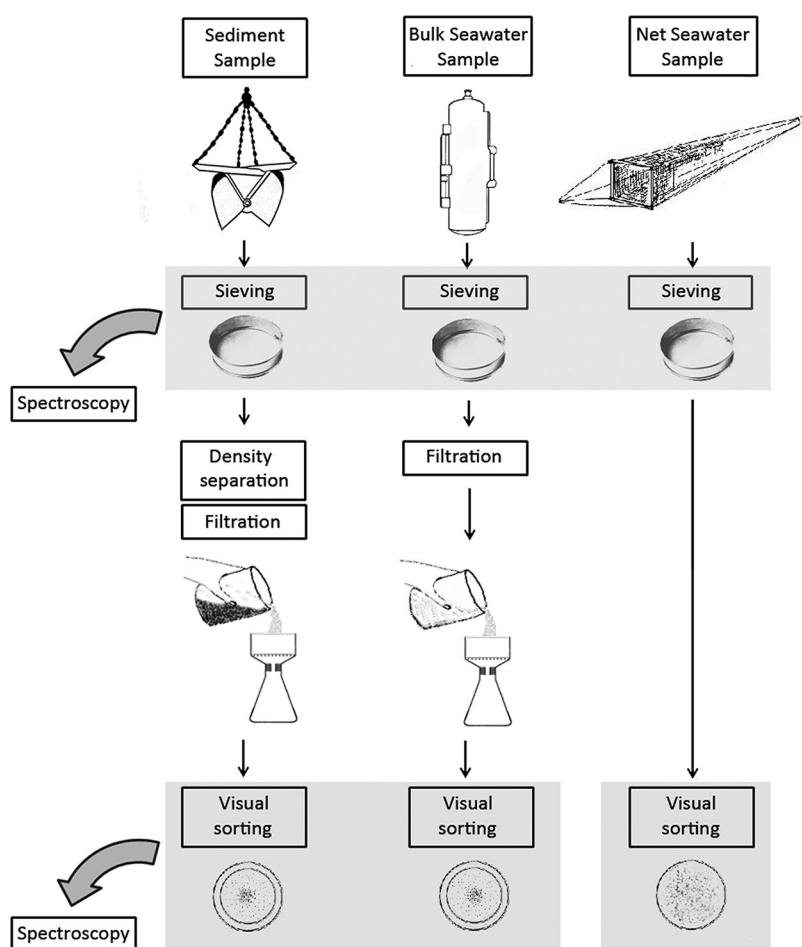 Sediment
Sample
Bulk Seawater
Sample
Net Seawater
Sample
Sieving
Sieving
Sieving
Spectroscopy
Density
separation
Filtration
Filtration
Visual
sorting
Visual
sorting
Visual
sorting
Spectroscopy